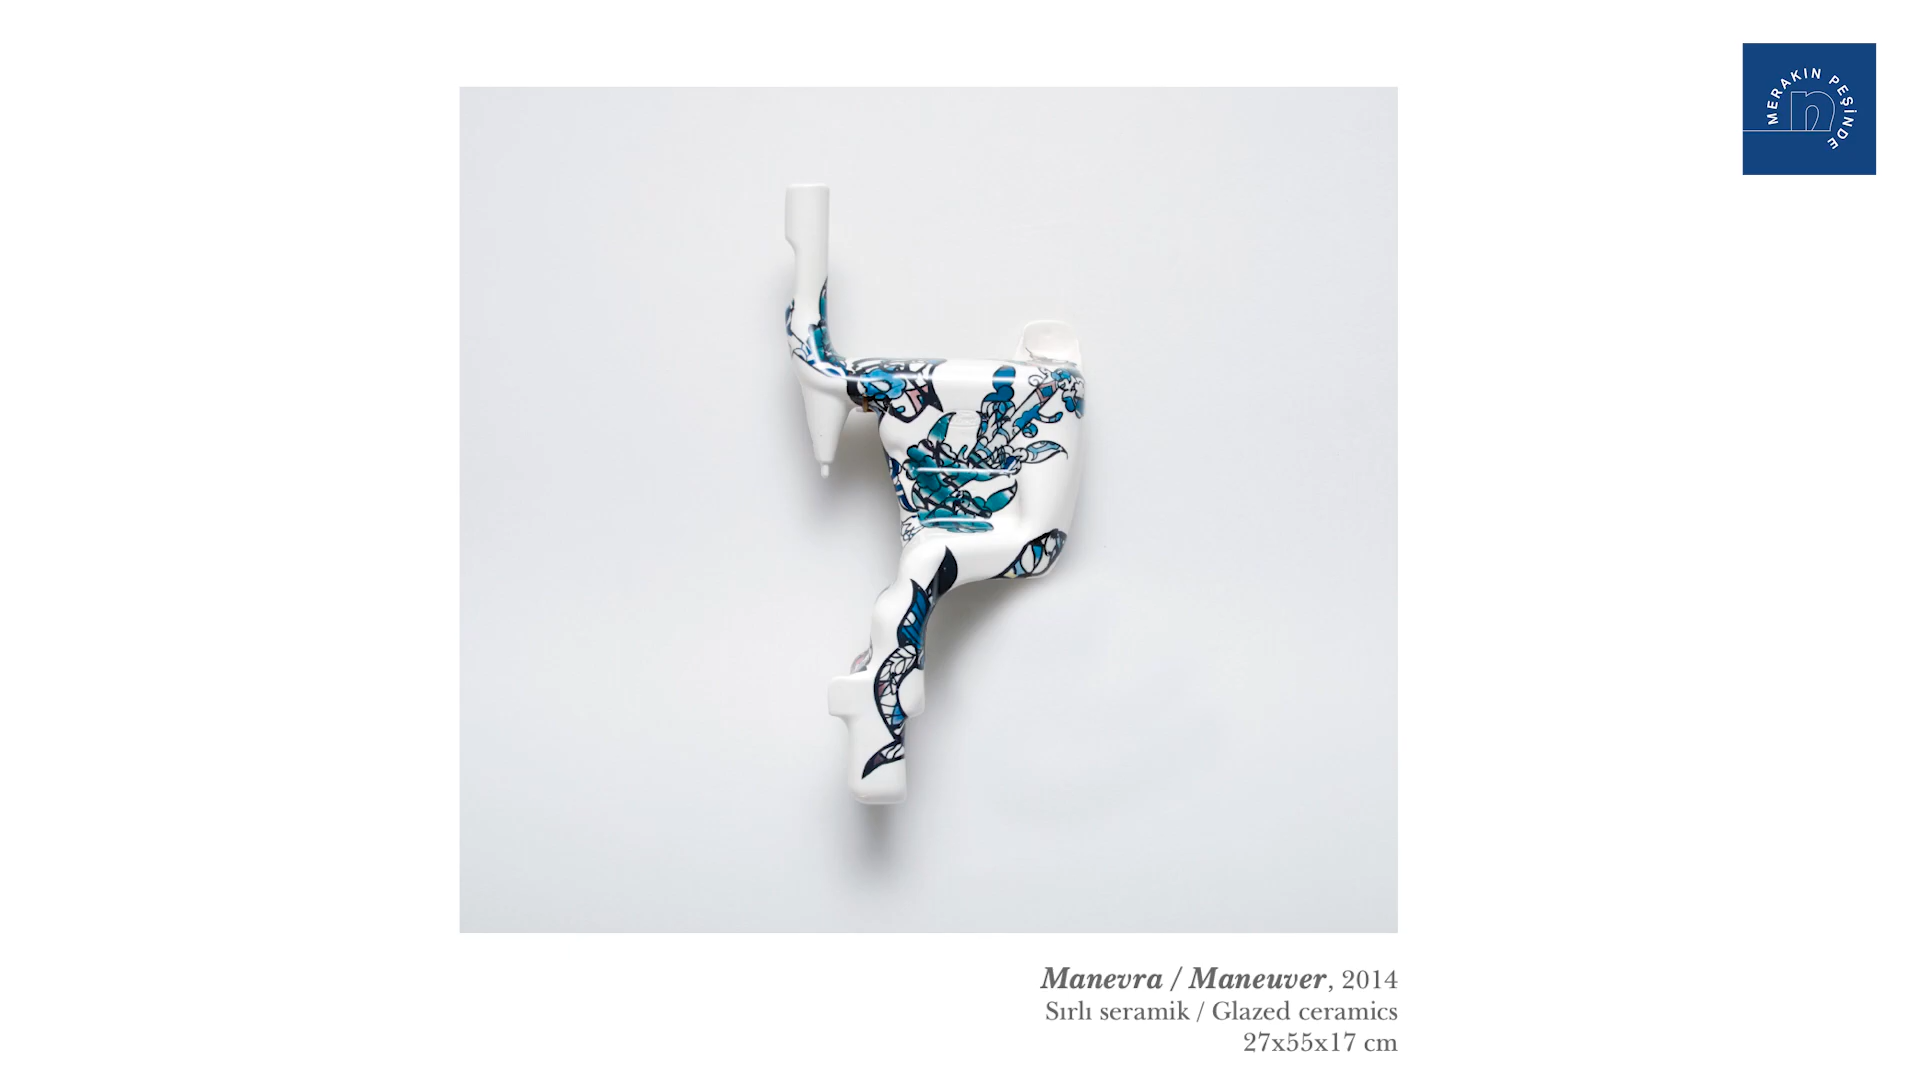 MERAKIN PEŞİNDE
n
Manevra / Maneuver, 2014
Sırlı seramik / Glazed ceramics
27x55x17 cm